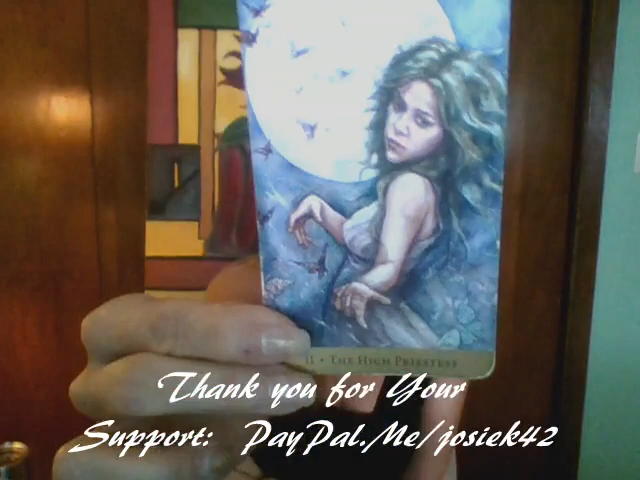 II • THE HIGH PRIESTESS
Thank you for Your
Support: PayPal.Me/josiek42